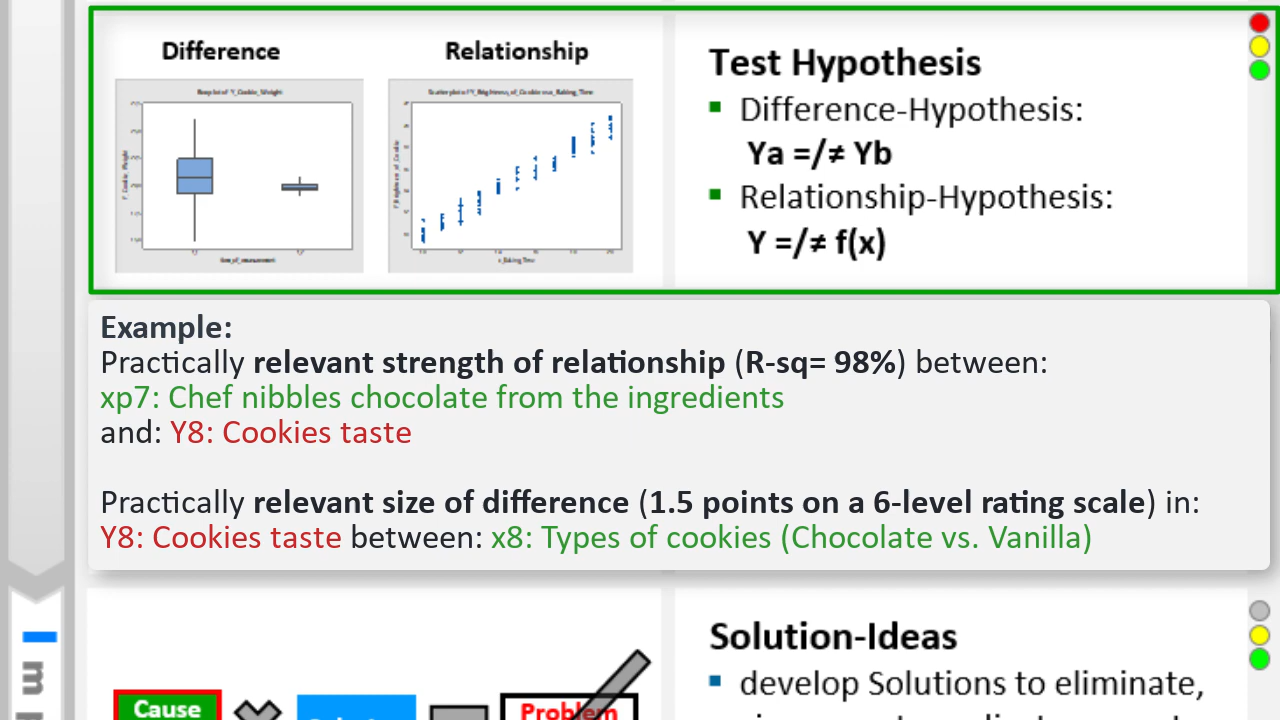 Difference
Relationship
Test Hypothesis
Difference-Hypothesis:
Ya =/≠ Yb
Relationship-Hypothesis:
Y =/≠ f(x)
Example:
Practically relevant strength of relationship (R-sq= 98%) between:
xp7: Chef nibbles chocolate from the ingredients
and: Y8: Cookies taste
Practically relevant size of difference (1.5 points on a 6-level rating scale) in:
Y8: Cookies taste between: x8: Types of cookies (Chocolate vs. Vanilla)
Solution-Ideas
develop Solutions to eliminate,
Cause
Problem